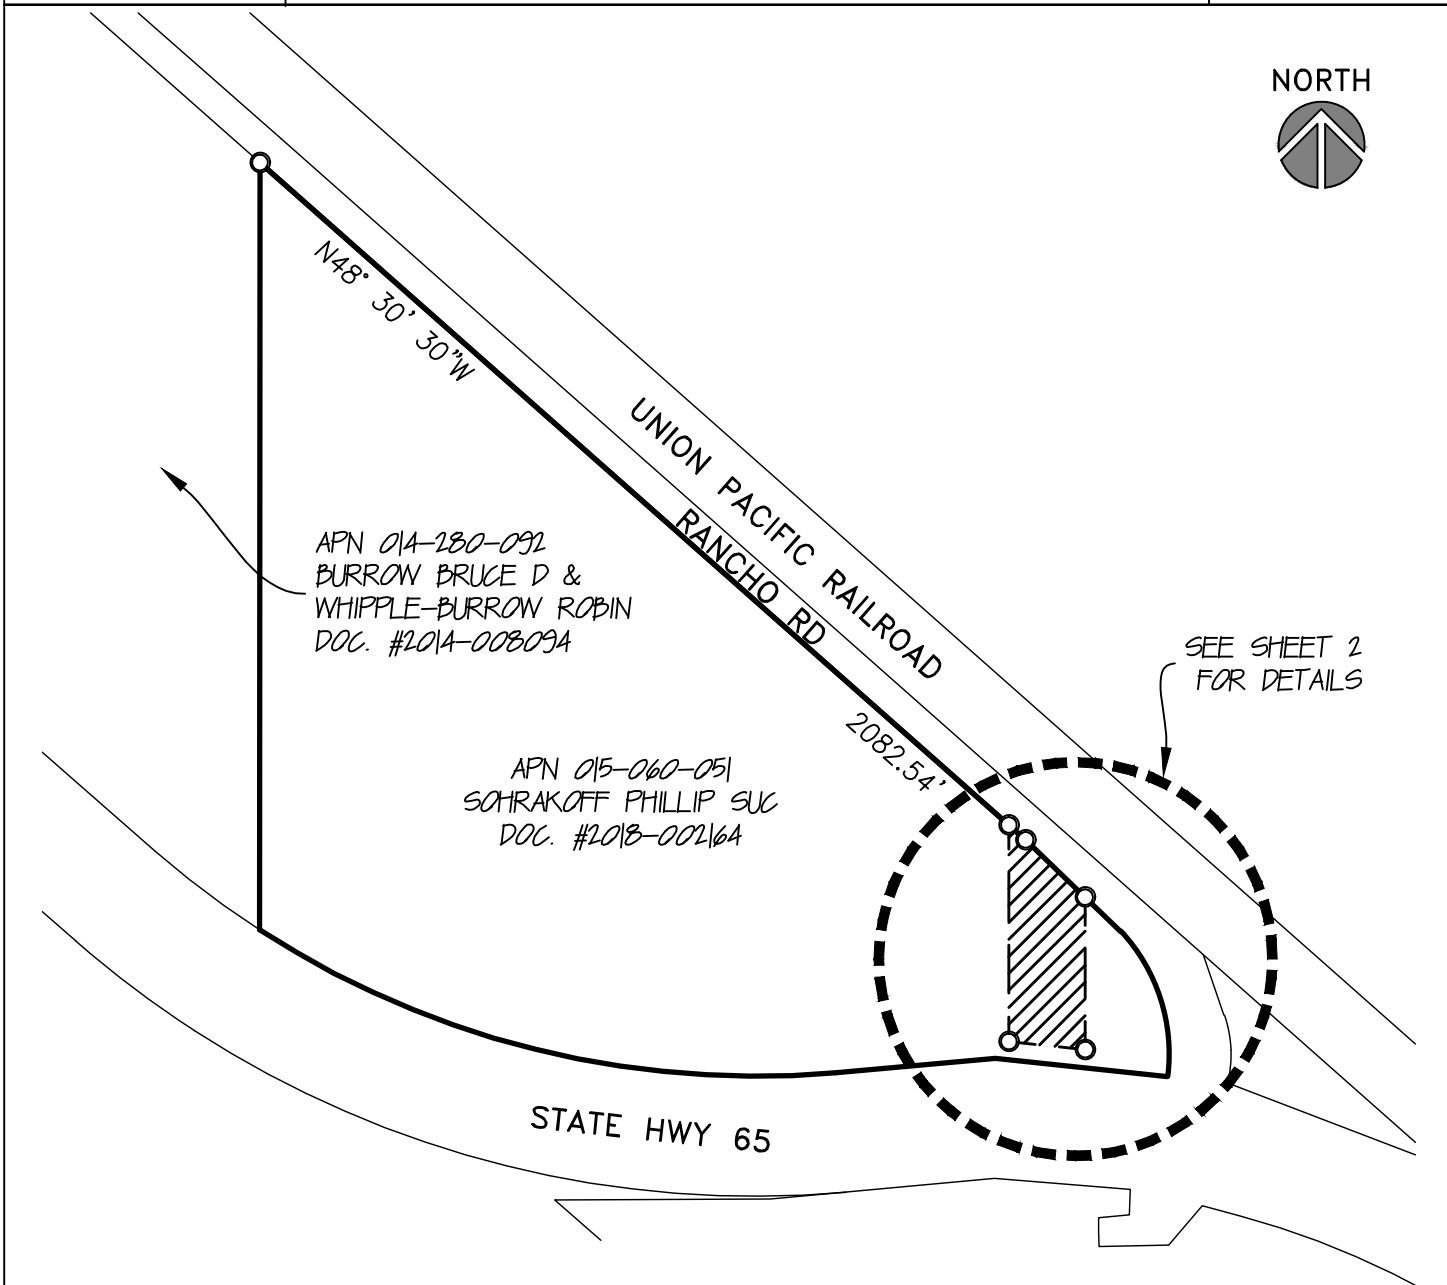 NORTH
N48° 30' 30"W
UNION PACIFIC RAILROAD
RANCHO RD
APN 014-280-092
BURROW BRUCE D &
WHIPPLE-BURROW ROBIN
DOC. #2014-008094
SEE SHEET 2
FOR DETAILS
2082.54'
APN 015-060-051
SOHRAKOFF PHILLIP SUC
DOC. #2018-002164
STATE HWY 65